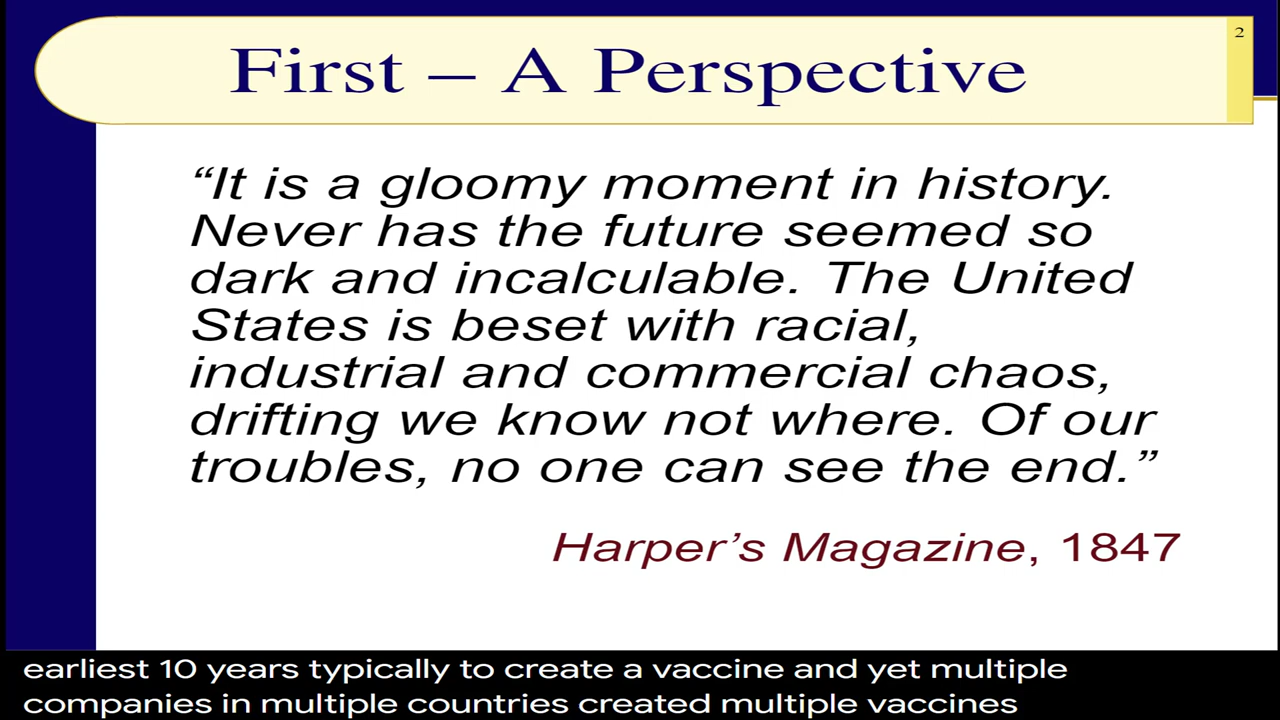 2
First – A Perspective
“It is a gloomy moment in history.
Never has the future seemed so
dark and incalculable. The United
States is beset with racial,
industrial and commercial chaos,
drifting we know not where. Of our
troubles, no one can see the end.”
Harper’s Magazine, 1847
earliest 10 years typically to create a vaccine and yet multiple
companies in multiple countries created multiple vaccines